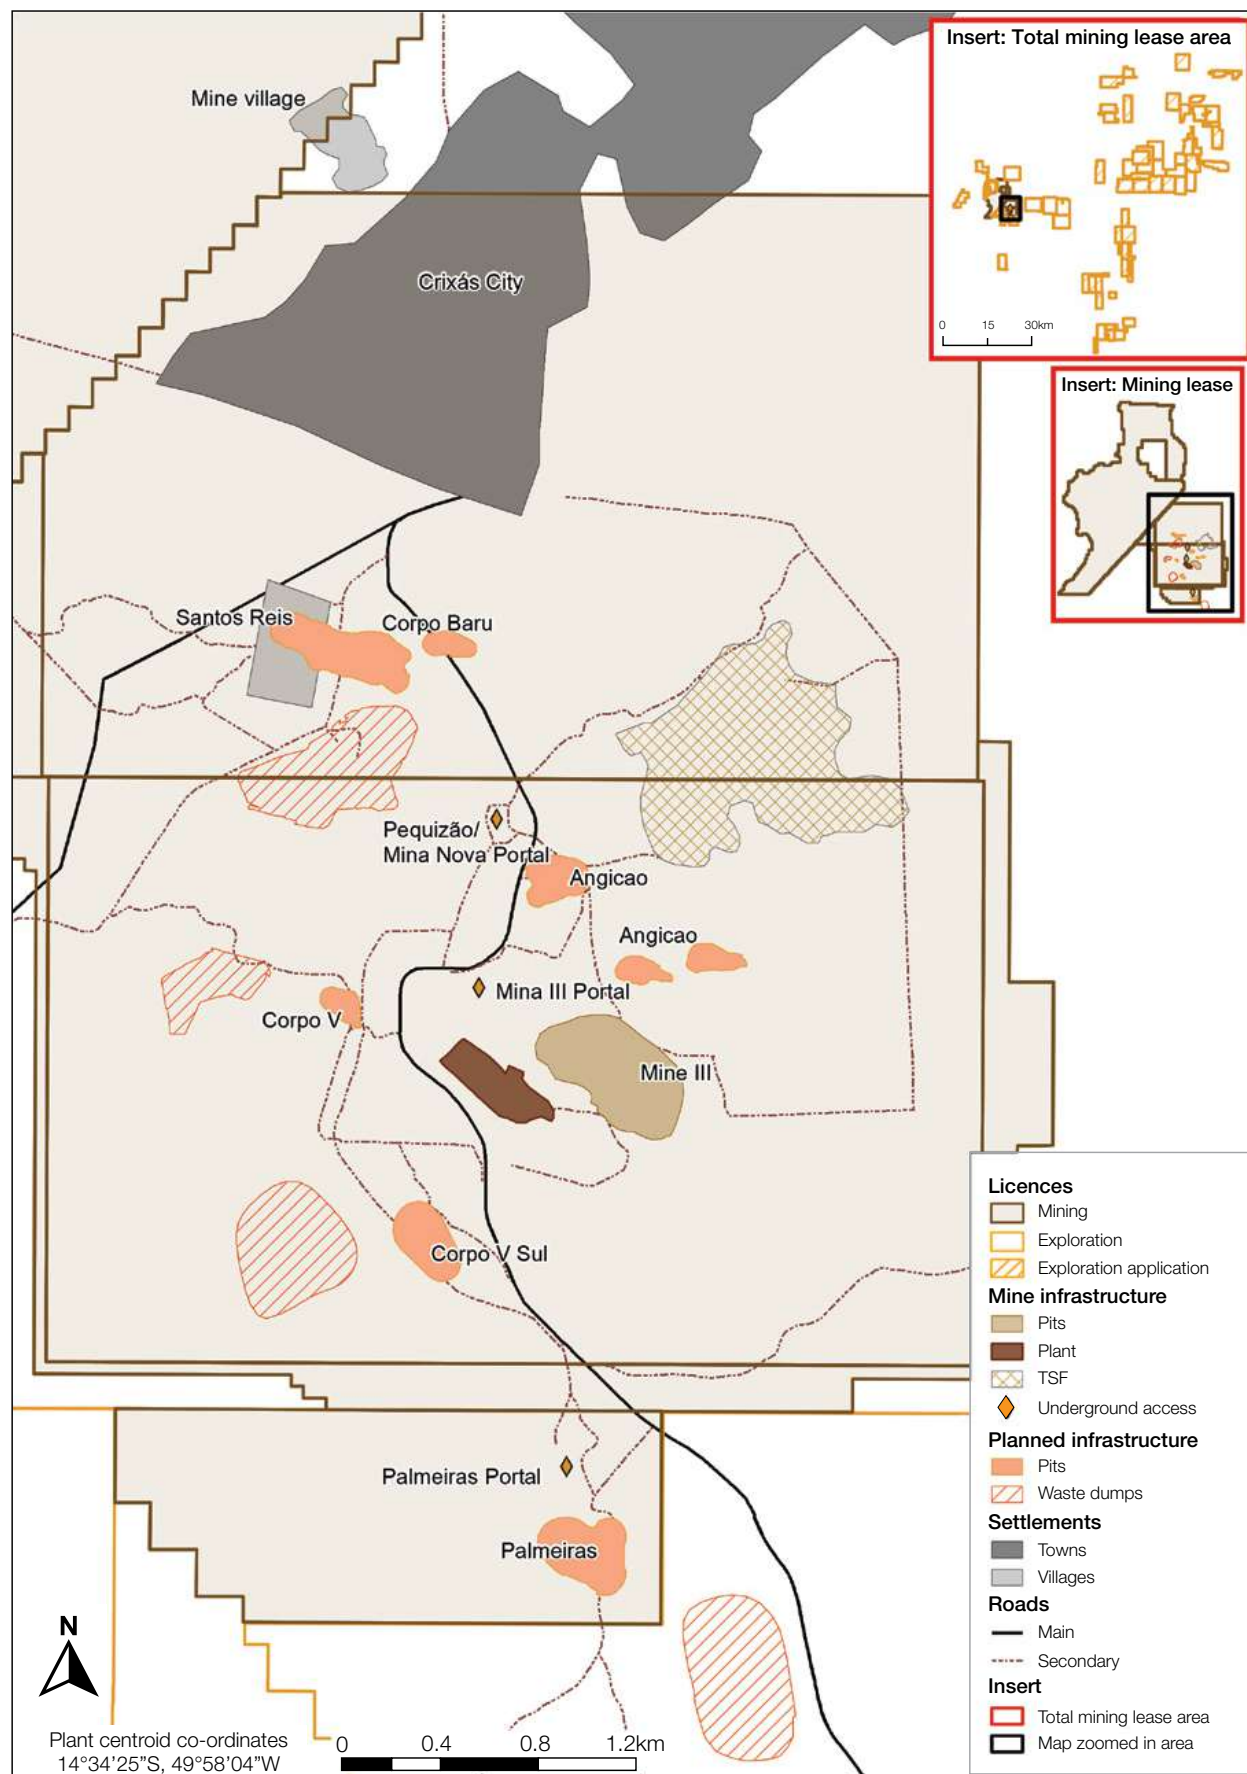 Insert: Total mining lease area
0 15 30km
Insert: Mining lease
Mine village
Crixás City
Santos Reis
Corpo Baru
Pequizão/
Mina Nova Portal
Angicao
Angicao
Mina III Portal
Corpo V
Mine III
Corpo V Sul
Palmeiras Portal
Palmeiras
Licences
Mining
Exploration
Exploration application
Mine infrastructure
Pits
Plant
TSF
Underground access
Planned infrastructure
Pits
Waste dumps
Settlements
Towns
Villages
Roads
Main
Secondary
Insert
Total mining lease area
Map zoomed in area
N
Plant centroid co-ordinates
14°34'25"S, 49°58'04"W
0 0.4 0.8 1.2km